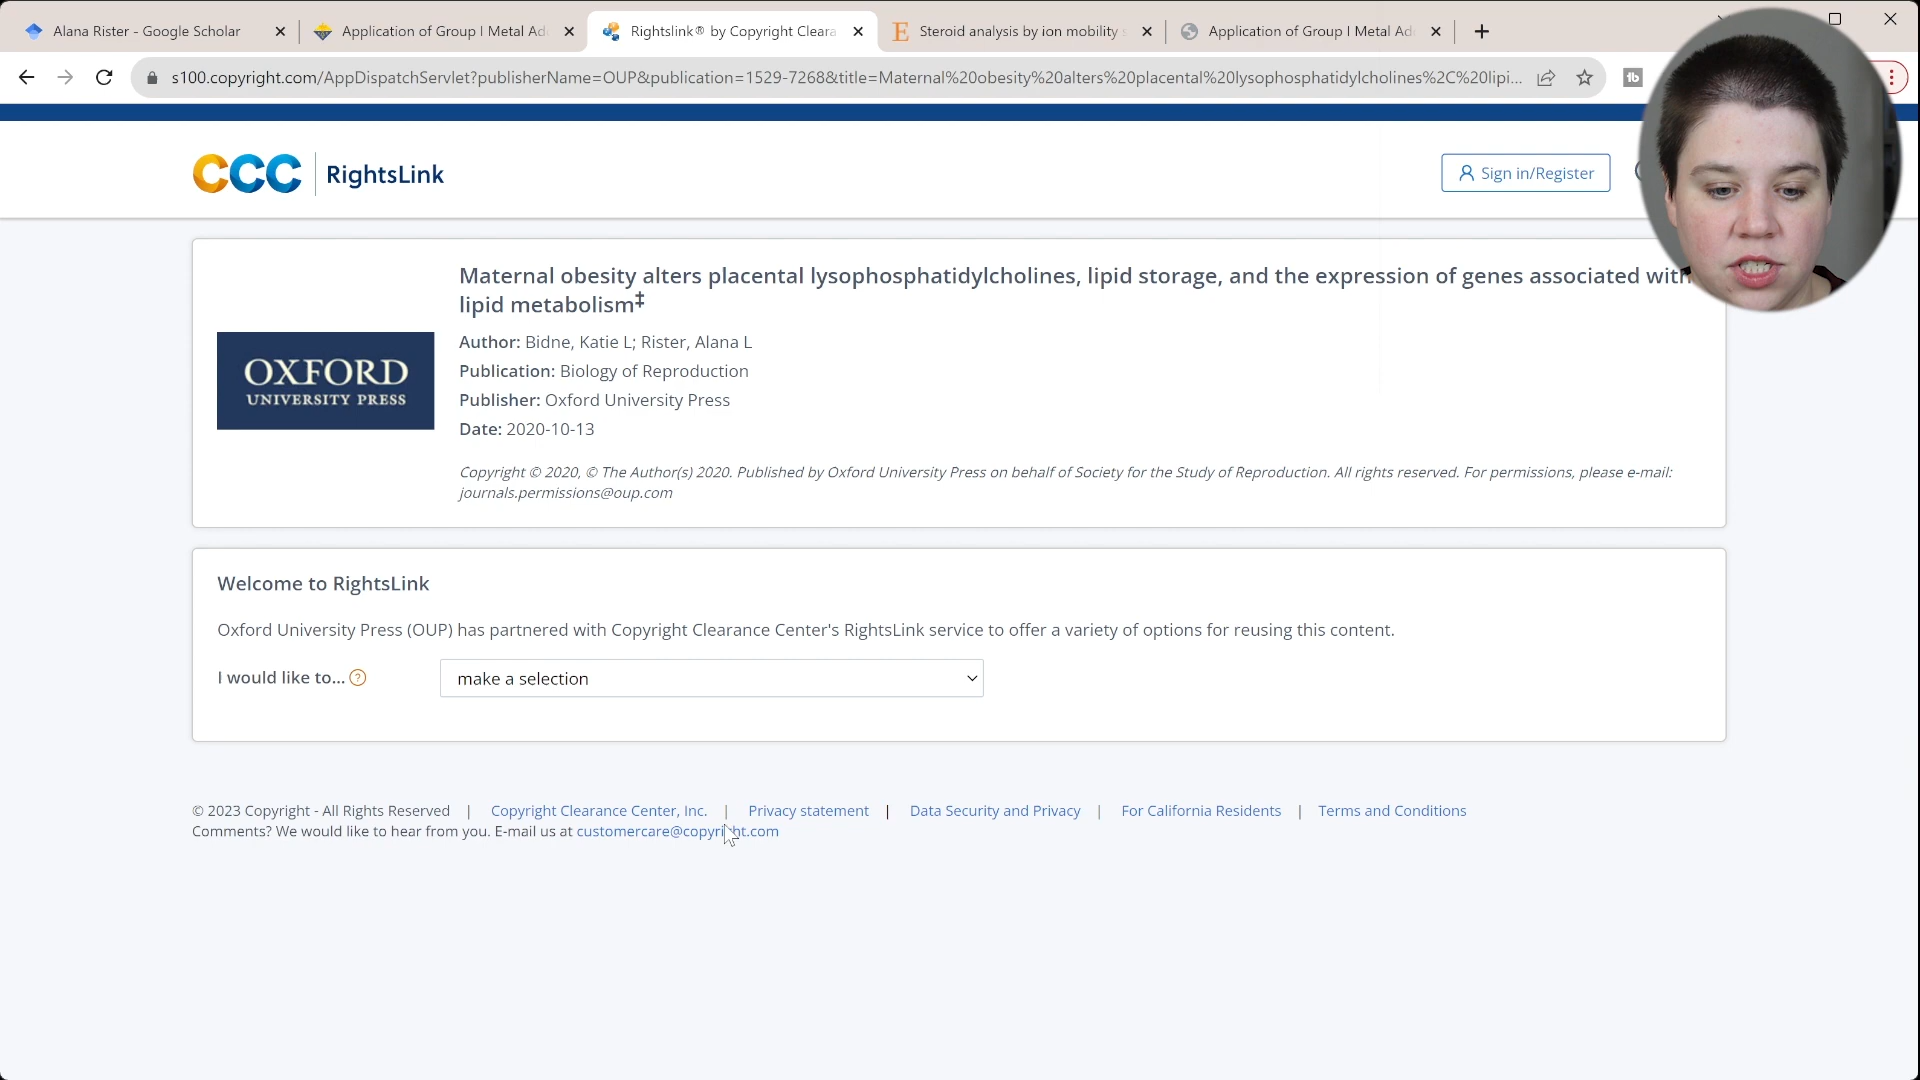 Alana Rister - Google Scholar
Application of Group I Metal Ad
Rightslink® by Copyright Cleara
Steroid analysis by ion mobility s
Application of Group I Metal Ad
s100.copyright.com/AppDispatchServlet?publisherName=OUP&publication=1529-7268&title=Maternal%20obesity%20alters%20placental%20lysophosphatidylcholines%2C%20lipi...
CCC RightsLink
Sign in/Register
Maternal obesity alters placental lysophosphatidylcholines, lipid storage, and the expression of genes associated with
lipid metabolism‡
OXFORD
UNIVERSITY PRESS
Author: Bidne, Katie L; Rister, Alana L
Publication: Biology of Reproduction
Publisher: Oxford University Press
Date: 2020-10-13
Copyright © 2020, © The Author(s) 2020. Published by Oxford University Press on behalf of Society for the Study of Reproduction. All rights reserved. For permissions, please e-mail:
journals.permissions@oup.com
Welcome to RightsLink
Oxford University Press (OUP) has partnered with Copyright Clearance Center's RightsLink service to offer a variety of options for reusing this content.
I would like to... ?
make a selection
© 2023 Copyright - All Rights Reserved | Copyright Clearance Center, Inc. | Privacy statement | Data Security and Privacy | For California Residents | Terms and Conditions
Comments? We would like to hear from you. E-mail us at customercare@copyright.com